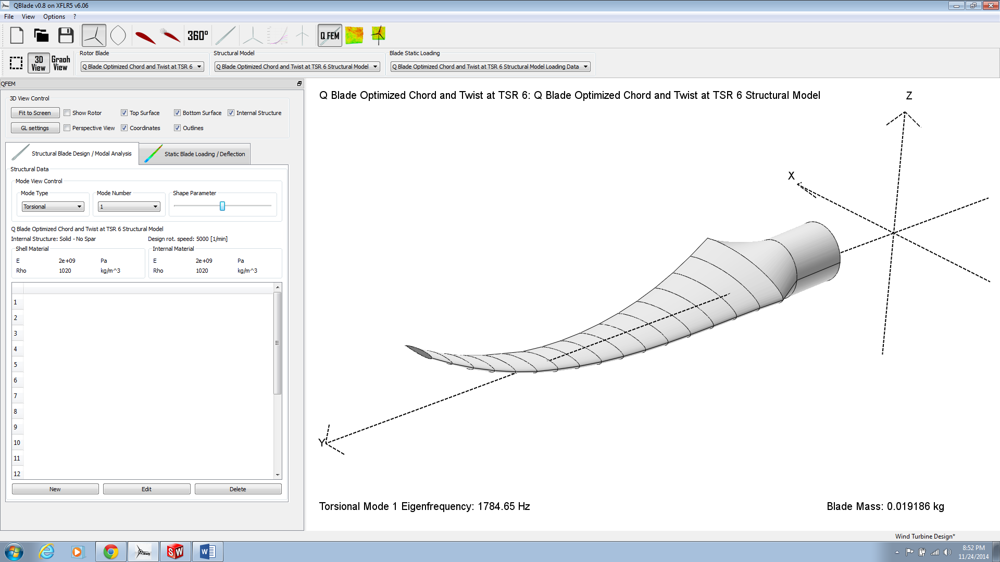 QBlade v0.8 on XFLR5 v6.06
File View Options ?
360°
Q FEM
3D View
Graph View
Rotor Blade
Q Blade Optimized Chord and Twist at TSR 6
Structural Model
Q Blade Optimized Chord and Twist at TSR 6 Structural Model
Blade Static Loading
Q Blade Optimized Chord and Twist at TSR 6 Structural Model Loading Data
QFEM
3D View Control
Fit to Screen Show Rotor Top Surface Bottom Surface Internal Structure
GL settings Perspective View Coordinates Outlines
Structural Blade Design / Modal Analysis
Static Blade Loading / Deflection
Structural Data
Mode View Control
Mode Type Mode Number Shape Parameter
Torsional 1
Q Blade Optimized Chord and Twist at TSR 6 Structural Model
Internal Structure: Solid - No Spar Design rot. speed: 5000 [1/min]
Shell Material Internal Material
E 2e+09 Pa E 2e+09 Pa
Rho 1020 kg/m^3 Rho 1020 kg/m^3
1
2
3
4
5
6
7
8
9
10
11
12
New Edit Delete
Q Blade Optimized Chord and Twist at TSR 6: Q Blade Optimized Chord and Twist at TSR 6 Structural Model
Z
X
Y
Torsional Mode 1 Eigenfrequency: 1784.65 Hz
Blade Mass: 0.019186 kg
Wind Turbine Design*
Blade
SW
W
8:52 PM
11/24/2014